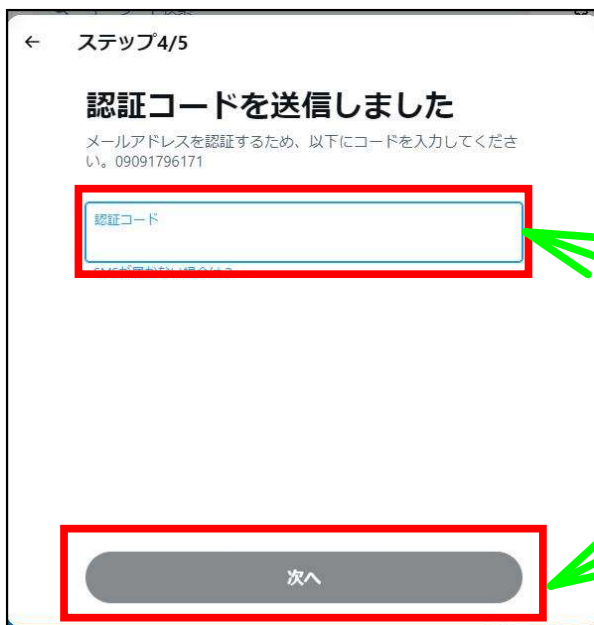 ← ステップ4/5
認証コードを送信しました
メールアドレスを認証するため、以下にコードを入力してくださ
い。09091796171
認証コード
次へ